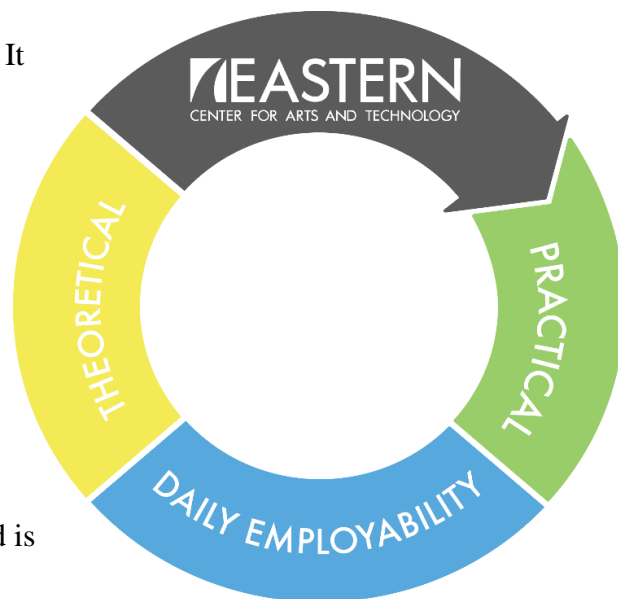 It
EASTERN
CENTER FOR ARTS AND TECHNOLOGY
THEORETICAL
PRACTICAL
DAILY EMPLOYABILITY
is